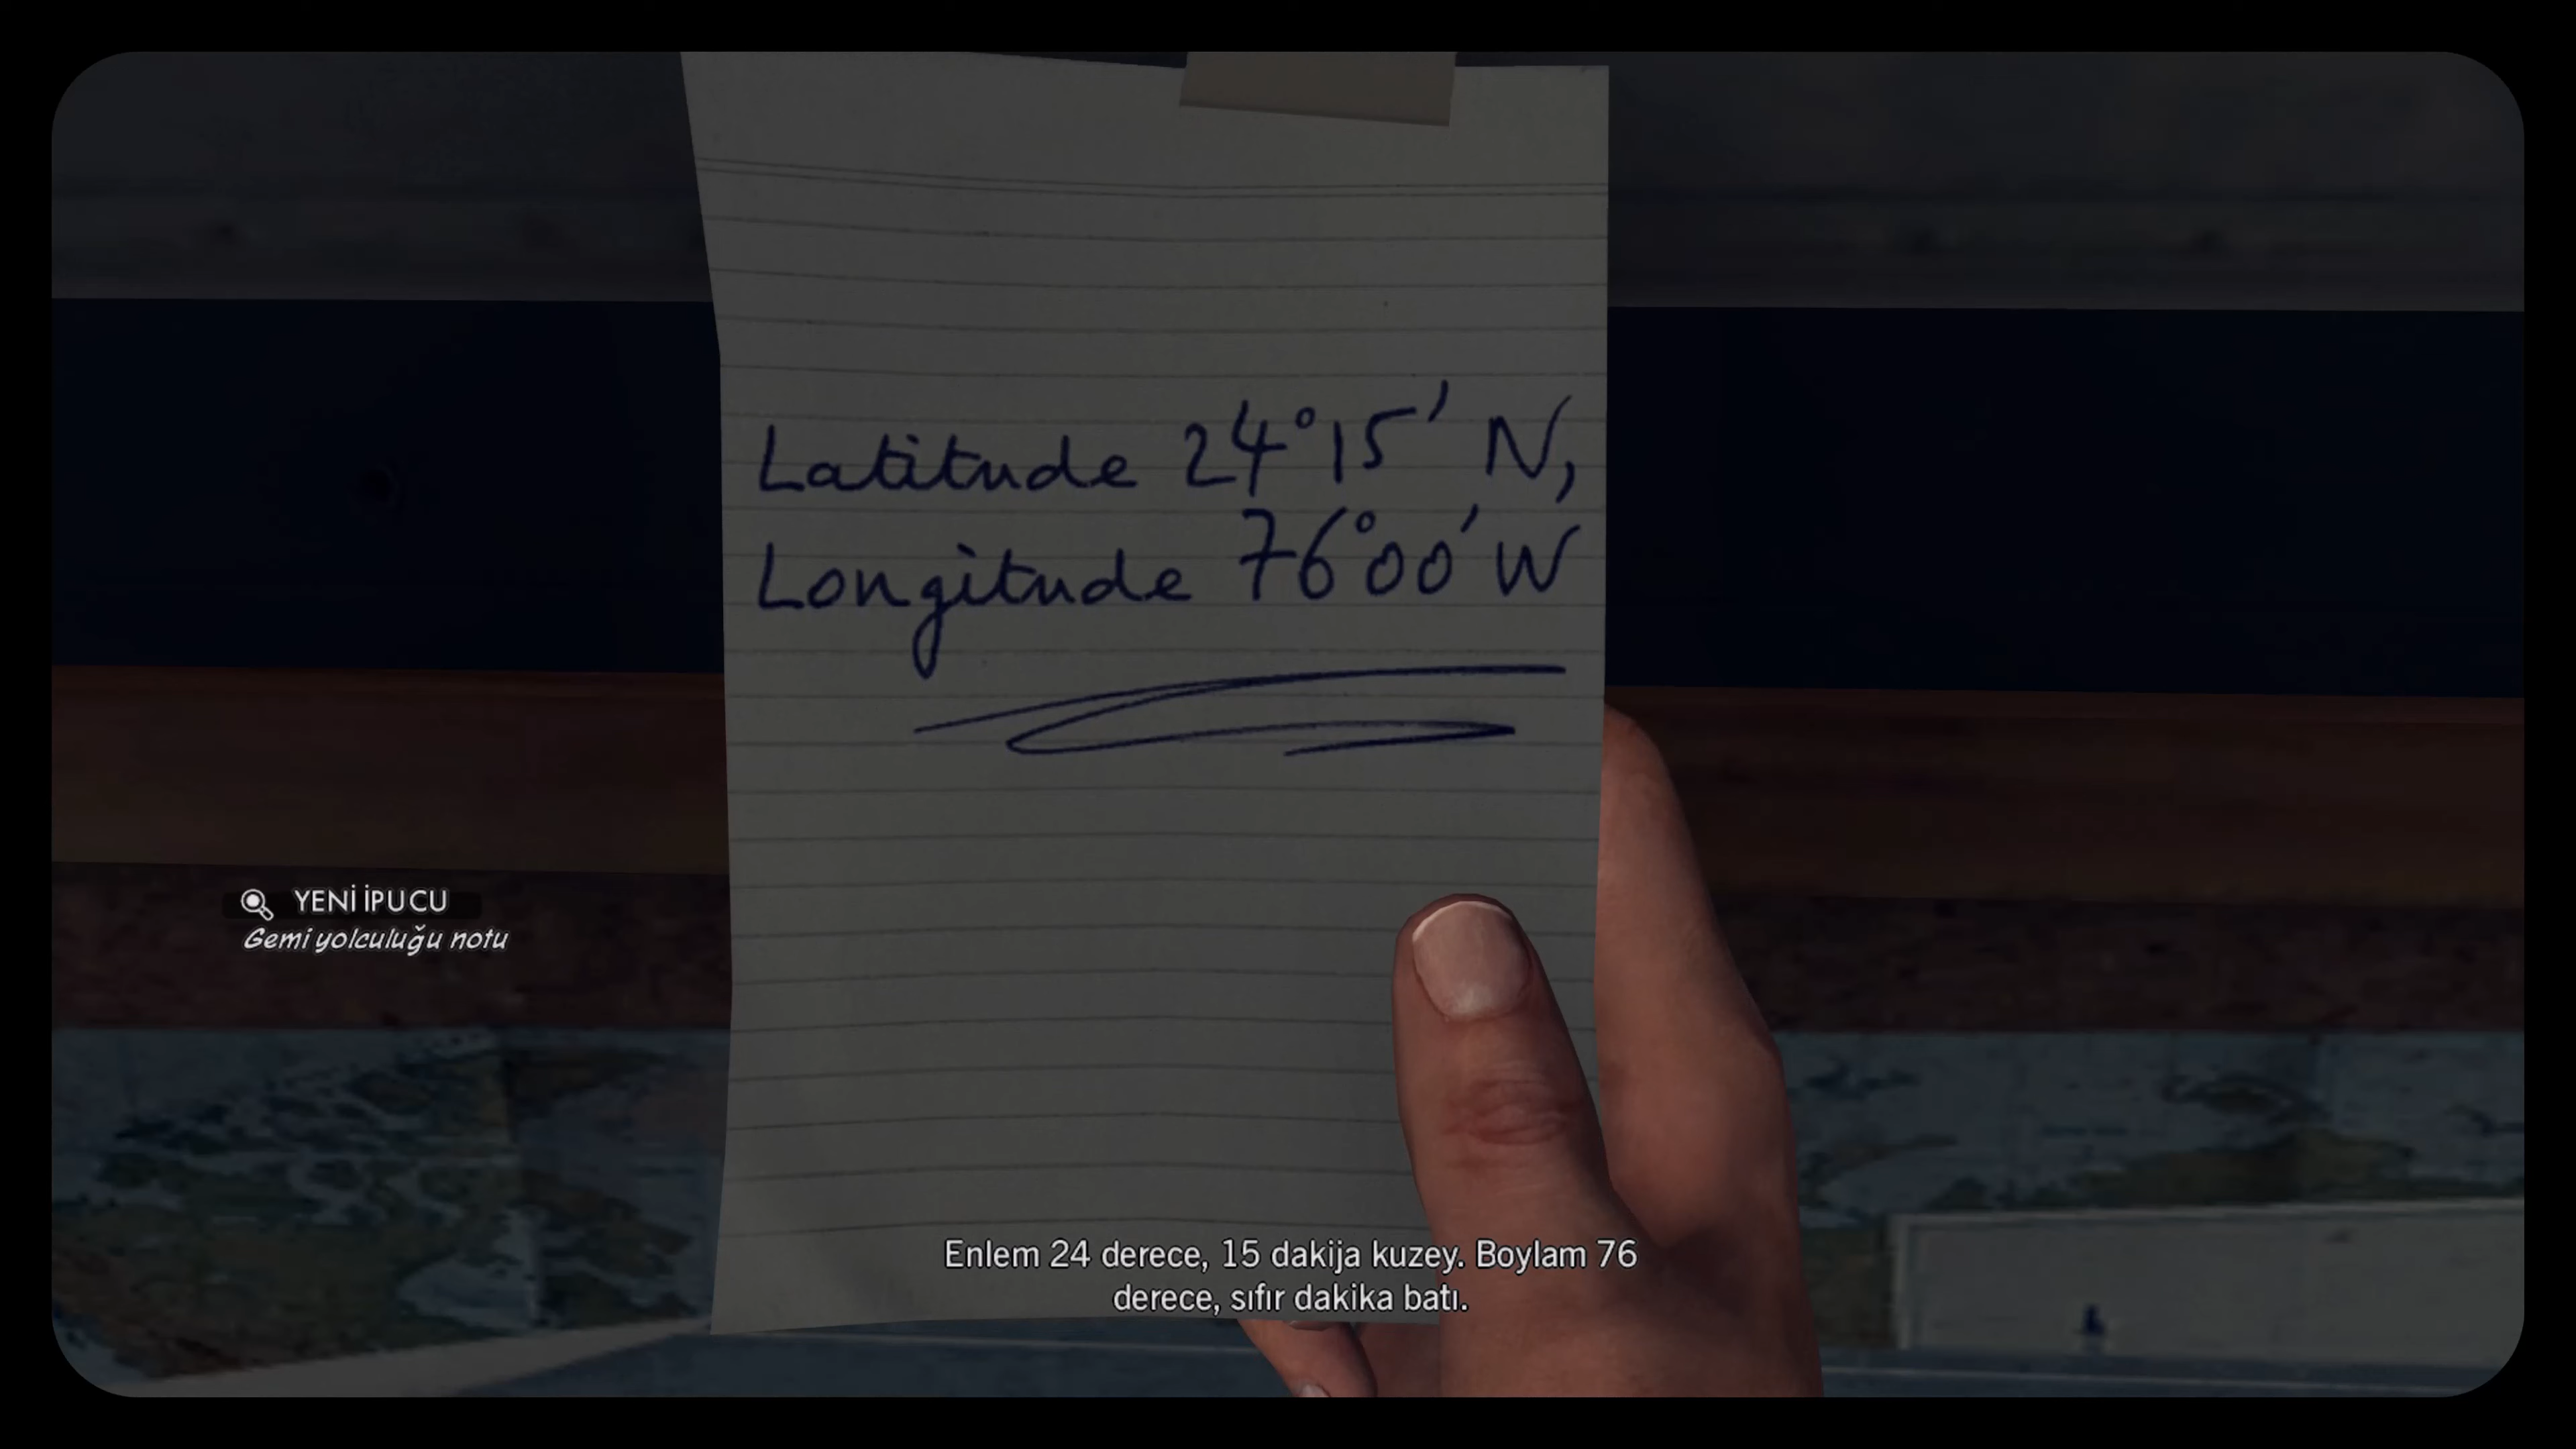 Latitude 24°15' N,
Longitude 76°00' W
YENİ İPUCU
Gemi yolculuğu notu
Enlem 24 derece, 15 dakija kuzey. Boylam 76
derece, sıfır dakika batı.